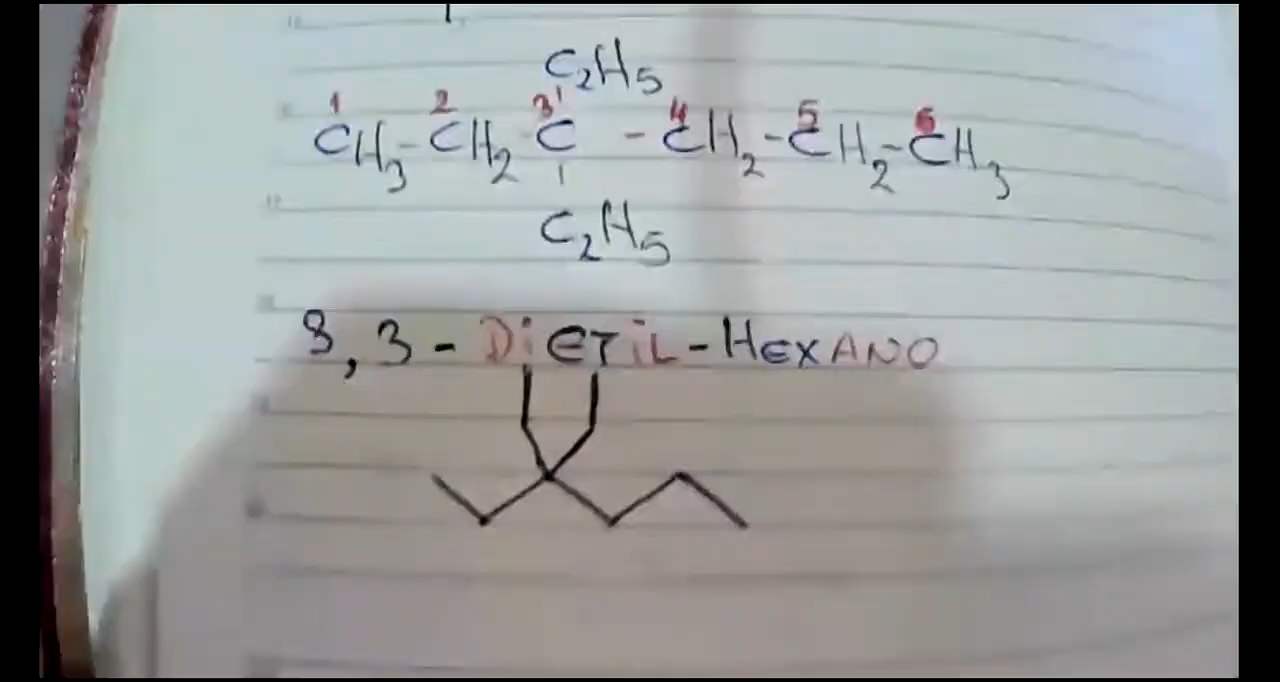 C2H5
1 2 3 4 5 6
CH3-CH2 C - CH2-CH2-CH3
C2H5
3,3-DiETiL-HEXANO